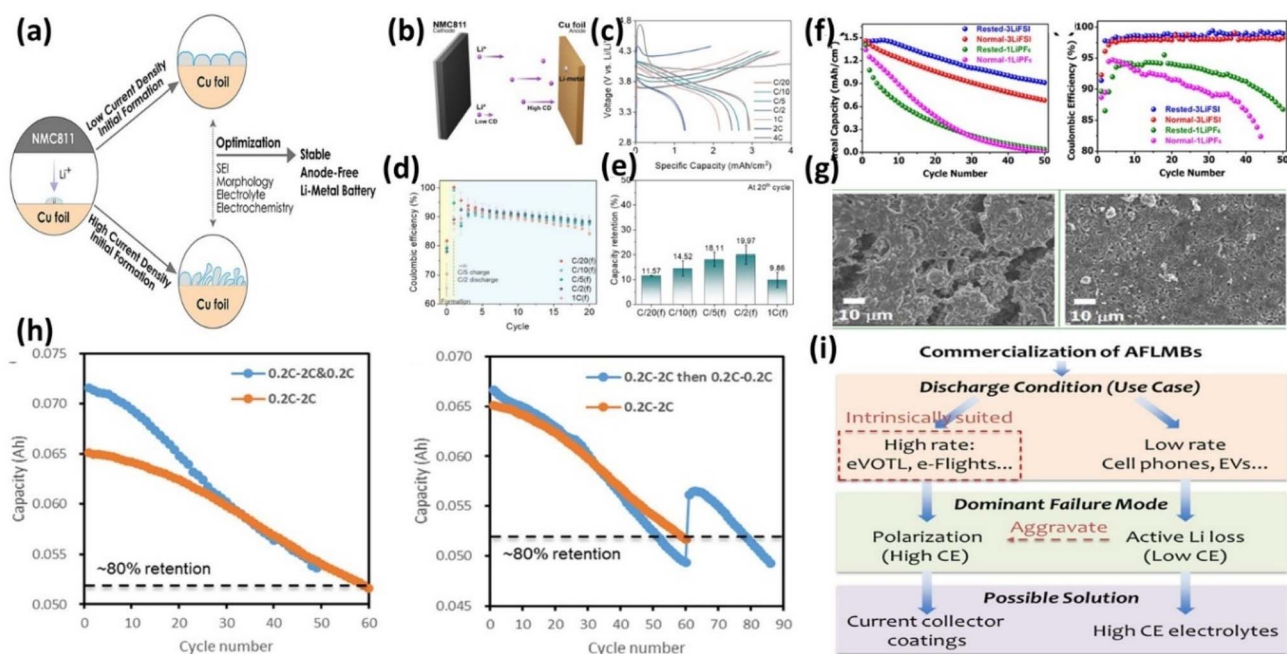 (a)
NMC811
Li⁺
Cu foil
Low Current Density
Initial Formation
High Current Density
Initial Formation
Cu foil
Cu foil
Optimization
SEI
Morphology
Electrolyte
Electrochemistry
Stable
Anode-Free
Li-Metal Battery
(b)
NMC811
Cathode
Cu foil
Anode
Li⁺
Li-metal
High CD
Li⁺
Low CD
(c)
Voltage (V vs. Li/Li⁺)
4.8
4.3
3.8
3.3
C/20
C/10
C/5
C/2
1C
2C
4C
0 1 2 3 4
Specific Capacity (mAh/cm²)
(d)
Coulombic efficiency (%)
100
90
80
70
60
C/5 charge
C/2 discharge
Formation
C/20(f)
C/10(f)
C/5(f)
C/2(f)
1C(f)
0 5 10 15 20
Cycle
(e)
Capacity retention (%)
40
30
20
10
0
At 20th cycle
11.57
14.52
18.11
19.97
9.86
C/20(f) C/10(f) C/5(f) C/2(f) 1C(f)
(f)
real Capacity (mAh/cm²)
1.5
1.2
0.9
0.6
0.3
0.0
Rested-3LiFSI
Normal-3LiFSI
Rested-1LiPF₆
Normal-1LiPF₆
0 10 20 30 40 50
Cycle Number
Coulombic Efficiency (%)
100
95
90
85
80
Rested-3LiFSI
Normal-3LiFSI
Rested-1LiPF₆
Normal-1LiPF₆
0 10 20 30 40 50
Cycle Number
(g)
10 μm
10 μm
(h)
Capacity (Ah)
0.075
0.070
0.065
0.060
0.055
0.050
0.2C-2C&0.2C
0.2C-2C
~80% retention
0 10 20 30 40 50 60
Cycle number
Capacity (Ah)
0.070
0.065
0.060
0.055
0.050
0.045
0.2C-2C then 0.2C-0.2C
0.2C-2C
~80% retention
0 10 20 30 40 50 60 70 80 90
Cycle number
(i)
Commercialization of AFLMBs
Discharge Condition (Use Case)
Intrinsically suited
High rate:
eVOTL, e-Flights...
Low rate
Cell phones, EVs...
Dominant Failure Mode
Polarization
(High CE)
Aggravate
Active Li loss
(Low CE)
Possible Solution
Current collector
coatings
High CE electrolytes